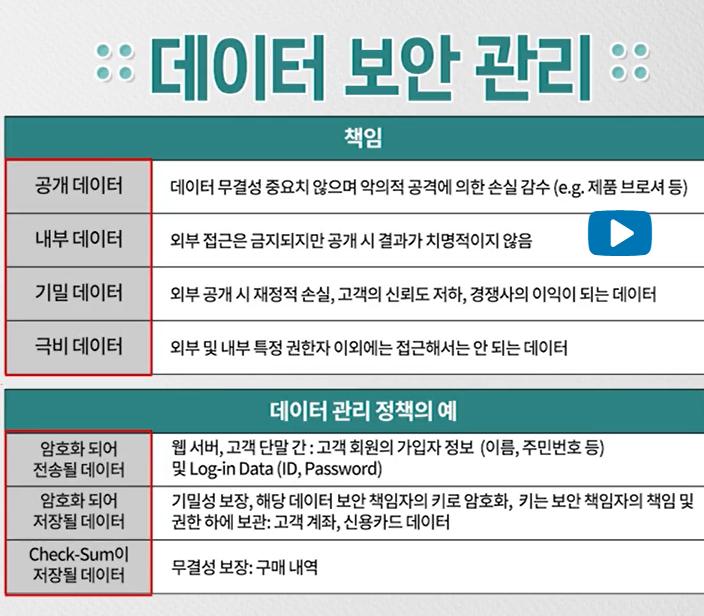 데이터 보안 관리
책임
공개 데이터
데이터 무결성 중요치 않으며 악의적 공격에 의한 손실 감수 (e.g. 제품 브로셔 등)
내부 데이터
외부 접근은 금지되지만 공개 시 결과가 치명적이지 않음
기밀 데이터
외부 공개 시 재정적 손실, 고객의 신뢰도 저하, 경쟁사의 이익이 되는 데이터
극비 데이터
외부 및 내부 특정 권한자 이외에는 접근해서는 안 되는 데이터
데이터 관리 정책의 예
암호화 되어
전송될 데이터
웹 서버, 고객 단말 간 : 고객 회원의 가입자 정보 (이름, 주민번호 등)
및 Log-in Data (ID, Password)
암호화 되어
저장될 데이터
기밀성 보장, 해당 데이터 보안 책임자의 키로 암호화, 키는 보안 책임자의 책임 및
권한 하에 보관: 고객 계좌, 신용카드 데이터
Check-Sum이
저장될 데이터
무결성 보장: 구매 내역